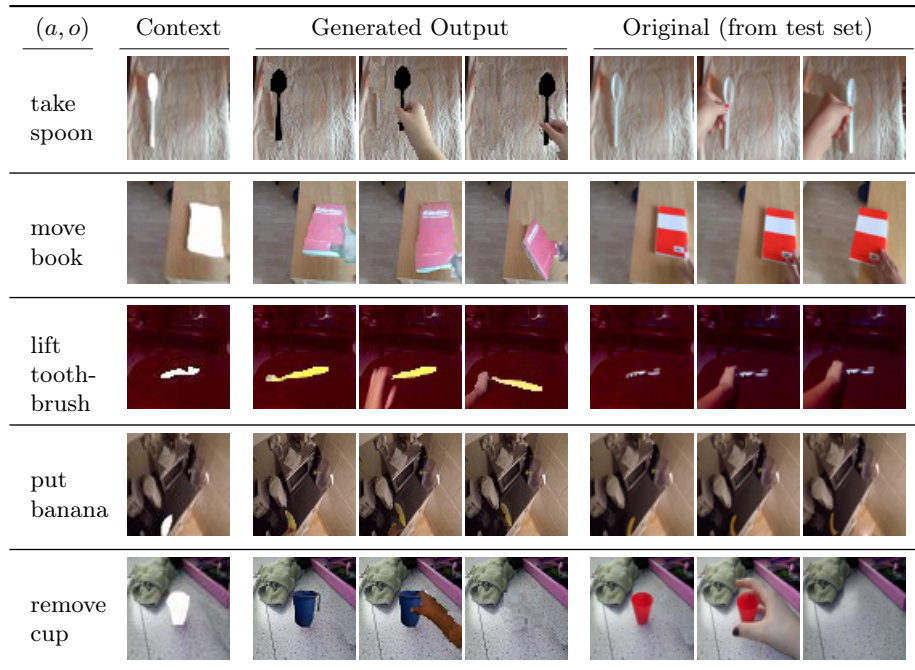 (a, o) Context Generated Output Original (from test set)
take
spoon
move
book
lift
tooth-
brush
put
banana
remove
cup